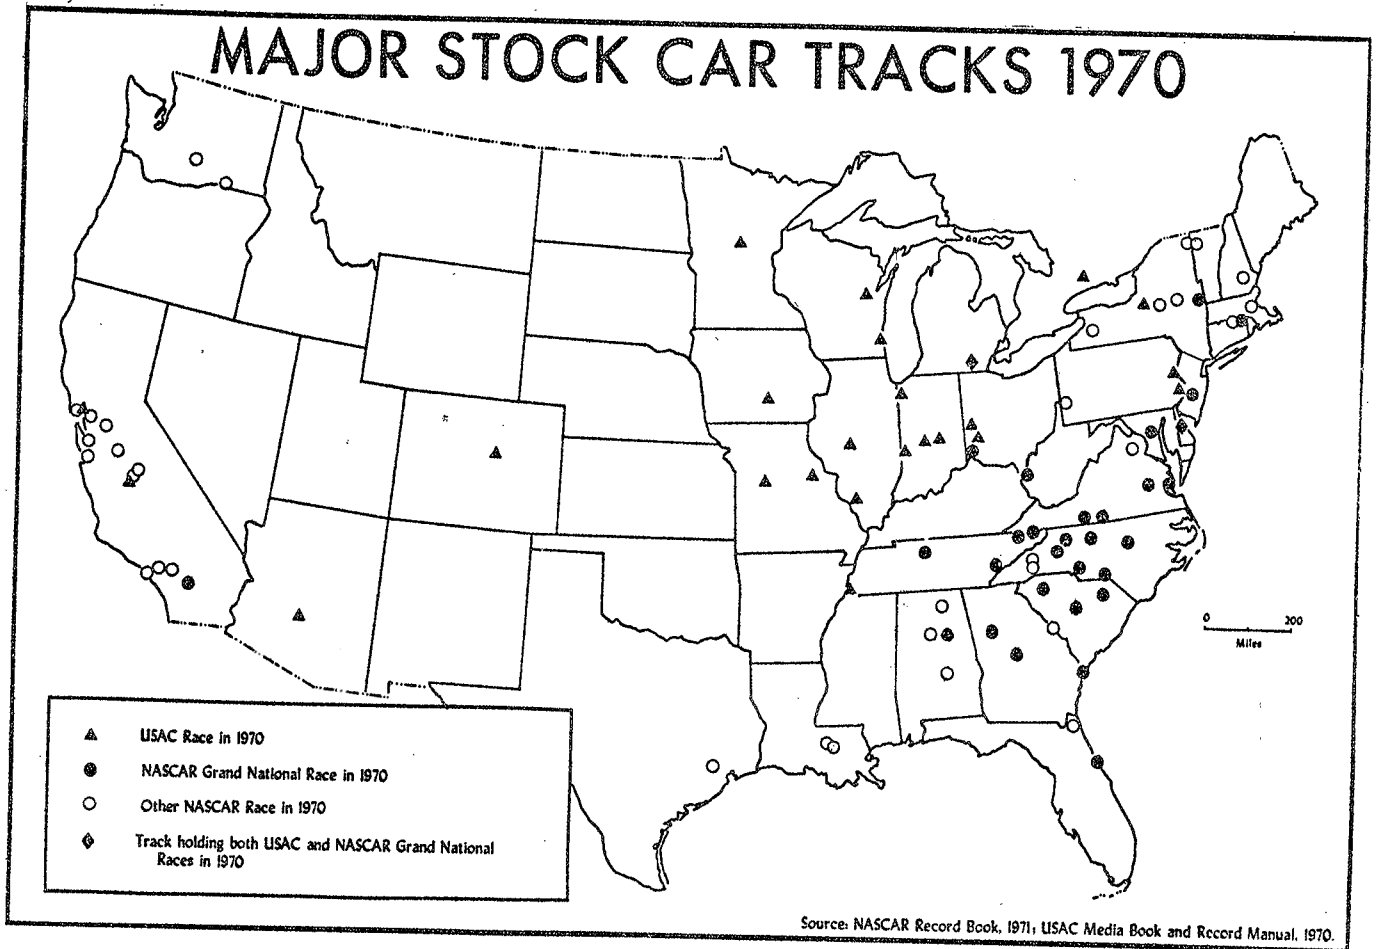 MAJOR STOCK CAR TRACKS 1970
0 200
Miles
USAC Race in 1970
NASCAR Grand National Race in 1970
Other NASCAR Race in 1970
Track holding both USAC and NASCAR Grand National
Races in 1970
Source: NASCAR Record Book, 1971; USAC Media Book and Record Manual, 1970.